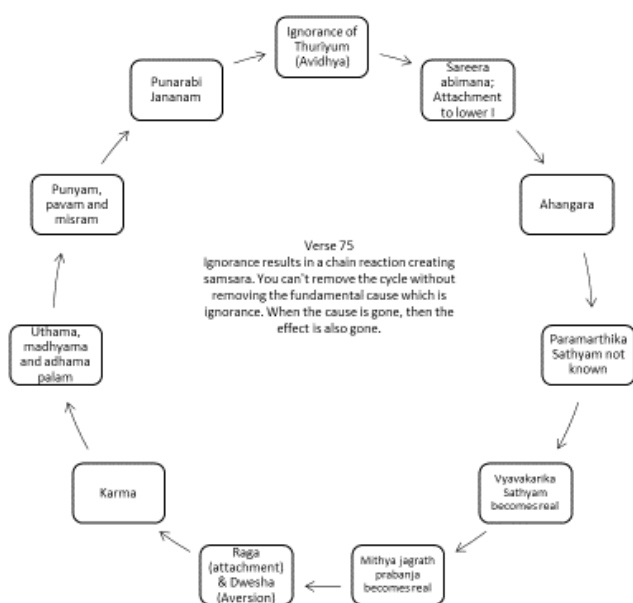 Ignorance of
Thuriyum
(Avidhya)
Sareera
abimana;
Attachment
to lower I
Ahangara
Paramarthika
Sathyam not
known
Vyavakarika
Sathyam
becomes real
Mithya jagrath
prabanja
becomes real
Raga
(attachment)
& Dwesha
(Aversion)
Karma
Uthama,
madhyama
and adhama
palam
Punyam,
pavam and
misram
Punarabi
Jananam
Verse 75
Ignorance results in a chain reaction creating
samsara. You can't remove the cycle without
removing the fundamental cause which is
ignorance. When the cause is gone, then the
effect is also gone.